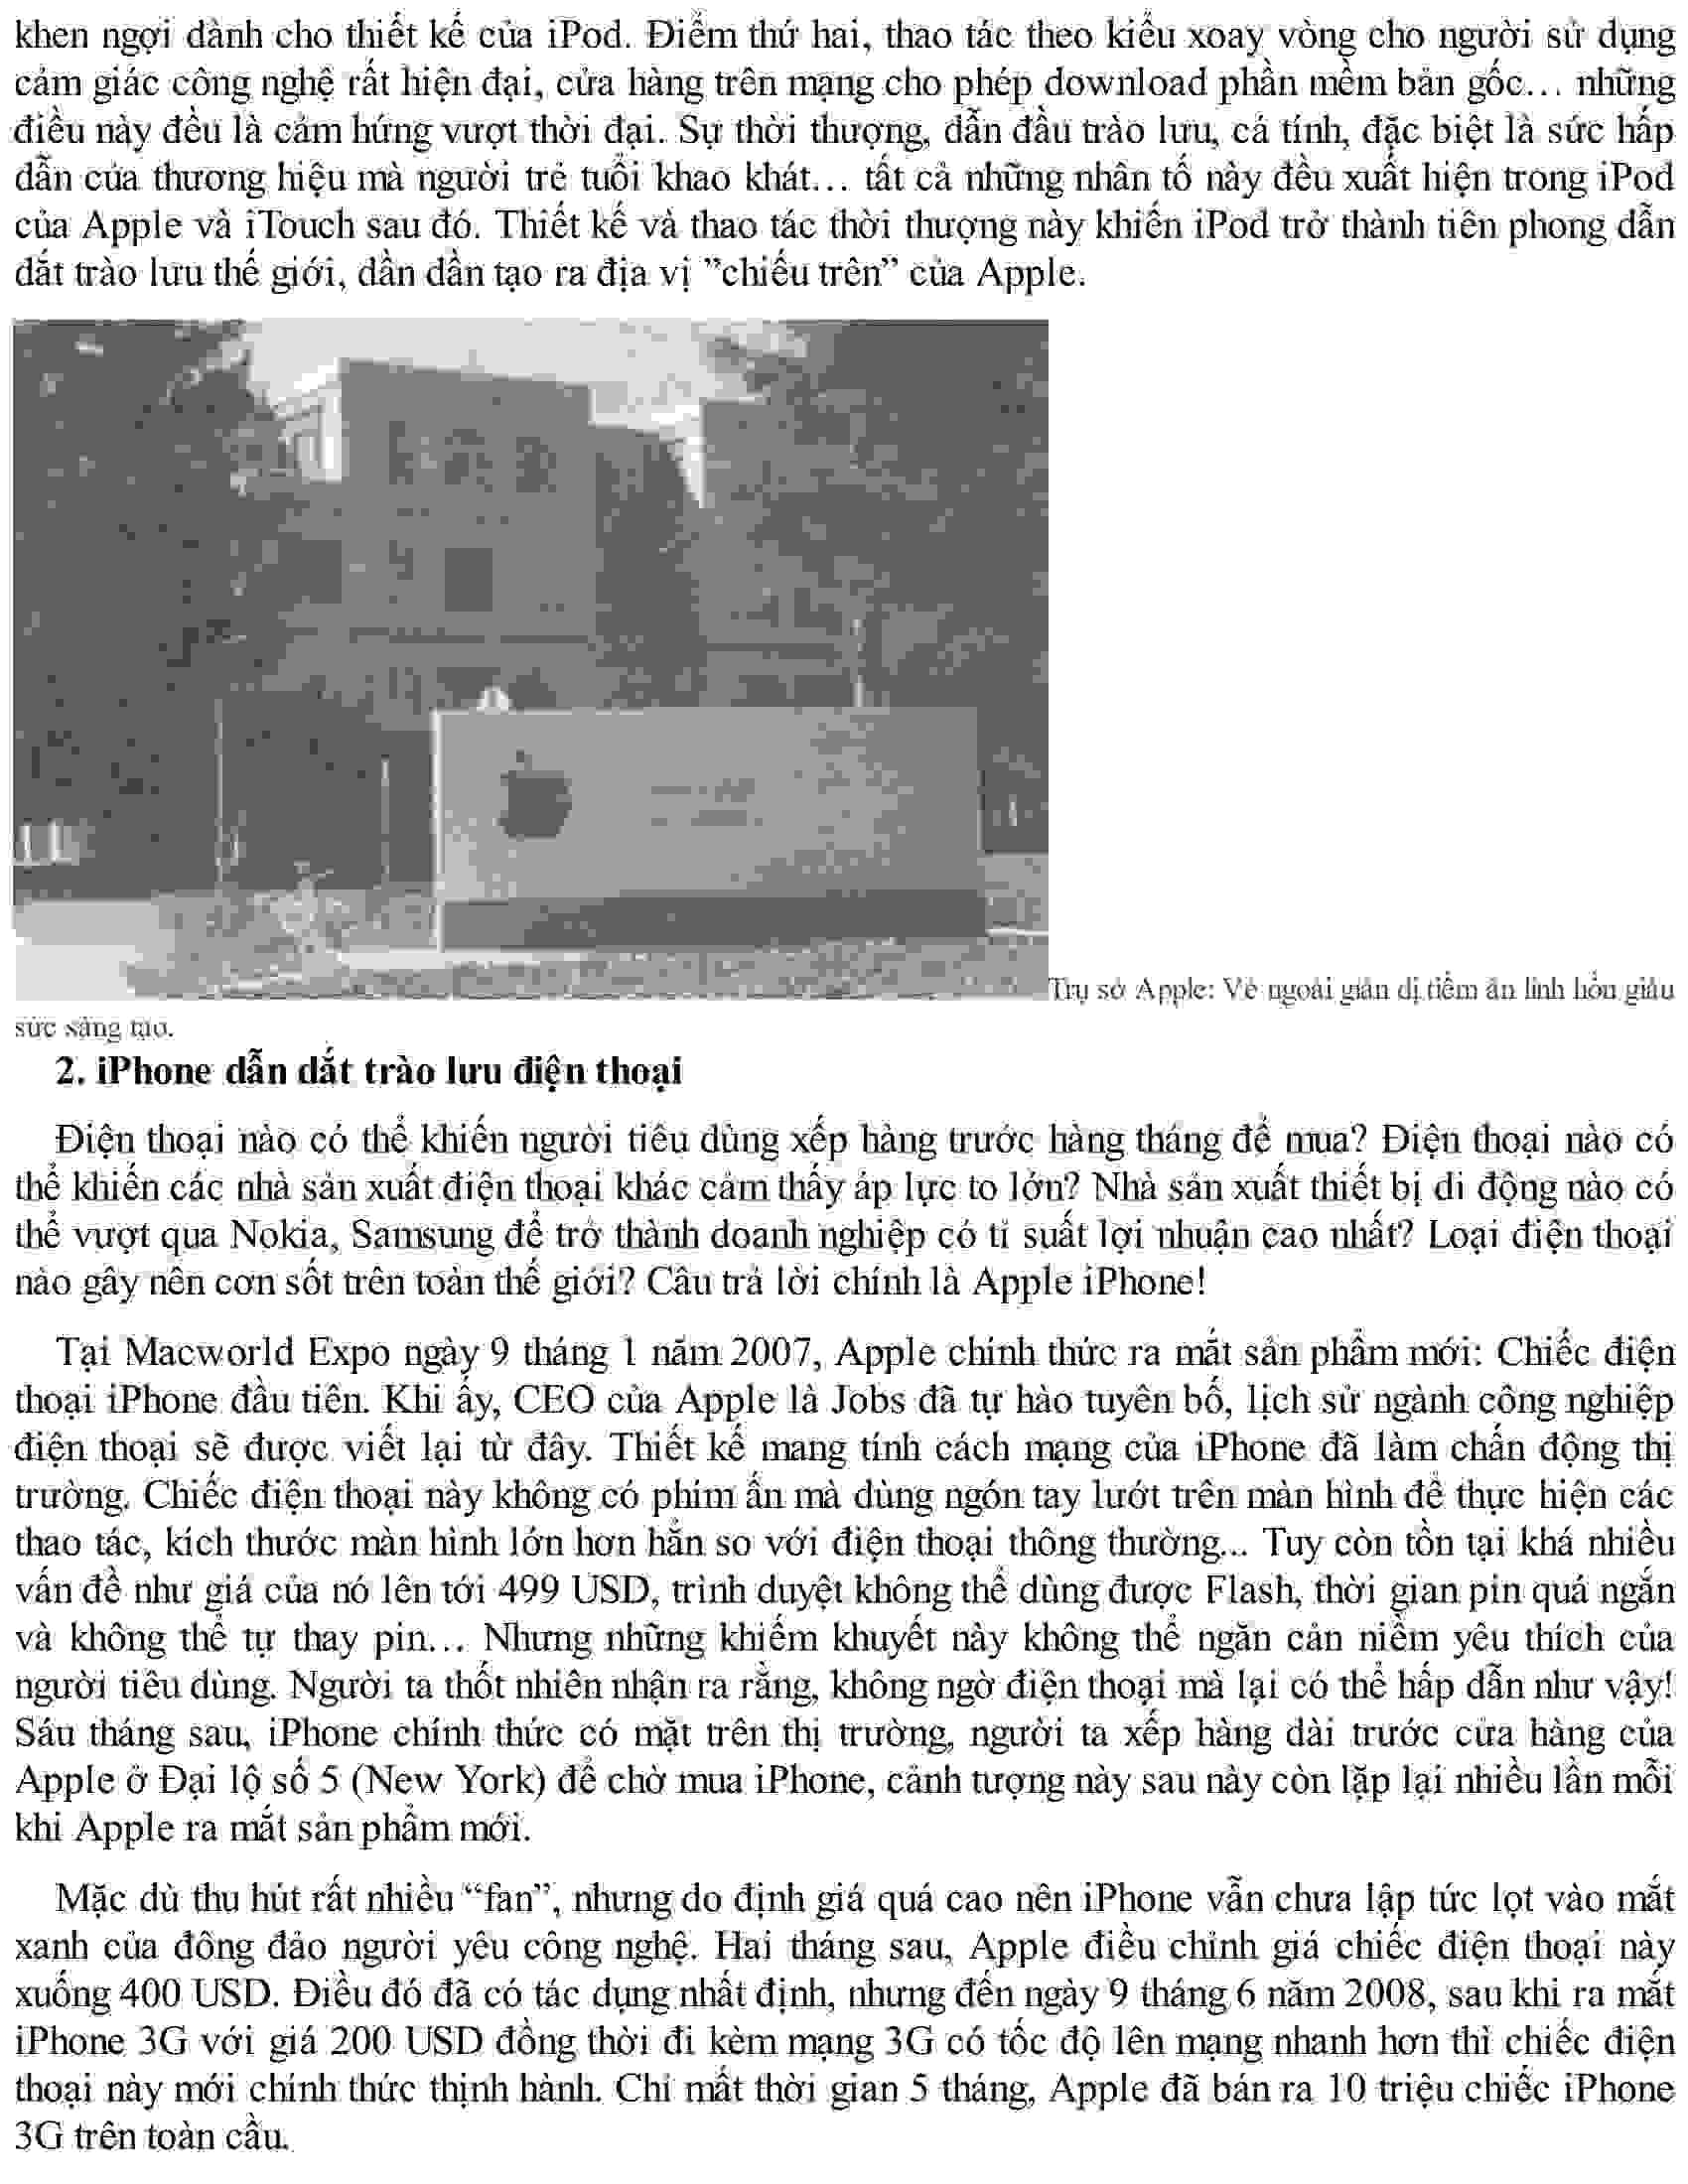 khen ngợi dành cho thiết kế của iPod. Điểm thứ hai, thao tác theo kiểu xoay vòng cho người sử dụng
cảm giác công nghệ rất hiện đại, cửa hàng trên mạng cho phép download phần mềm bản gốc… những
điều này đều là cảm hứng vượt thời đại. Sự thời thượng, dẫn đầu trào lưu, cá tính, đặc biệt là sức hấp
dẫn của thương hiệu mà người trẻ tuổi khao khát… tất cả những nhân tố này đều xuất hiện trong iPod
của Apple và iTouch sau đó. Thiết kế và thao tác thời thượng này khiến iPod trở thành tiên phong dẫn
dắt trào lưu thế giới, dần dần tạo ra địa vị ”chiếu trên” của Apple.
Trụ sở Apple: Vẻ ngoài giản dị tiềm ẩn linh hồn giàu
sức sáng tạo.
2. iPhone dẫn dắt trào lưu điện thoại
Điện thoại nào có thể khiến người tiêu dùng xếp hàng trước hàng tháng để mua? Điện thoại nào có
thể khiến các nhà sản xuất điện thoại khác cảm thấy áp lực to lớn? Nhà sản xuất thiết bị di động nào có
thể vượt qua Nokia, Samsung để trở thành doanh nghiệp có tỉ suất lợi nhuận cao nhất? Loại điện thoại
nào gây nên cơn sốt trên toàn thế giới? Câu trả lời chính là Apple iPhone!
Tại Macworld Expo ngày 9 tháng 1 năm 2007, Apple chính thức ra mắt sản phẩm mới: Chiếc điện
thoại iPhone đầu tiên. Khi ấy, CEO của Apple là Jobs đã tự hào tuyên bố, lịch sử ngành công nghiệp
điện thoại sẽ được viết lại từ đây. Thiết kế mang tính cách mạng của iPhone đã làm chấn động thị
trường. Chiếc điện thoại này không có phím ấn mà dùng ngón tay lướt trên màn hình để thực hiện các
thao tác, kích thước màn hình lớn hơn hẳn so với điện thoại thông thường... Tuy còn tồn tại khá nhiều
vấn đề như giá của nó lên tới 499 USD, trình duyệt không thể dùng được Flash, thời gian pin quá ngắn
và không thể tự thay pin… Nhưng những khiếm khuyết này không thể ngăn cản niềm yêu thích của
người tiêu dùng. Người ta thốt nhiên nhận ra rằng, không ngờ điện thoại mà lại có thể hấp dẫn như vậy!
Sáu tháng sau, iPhone chính thức có mặt trên thị trường, người ta xếp hàng dài trước cửa hàng của
Apple ở Đại lộ số 5 (New York) để chờ mua iPhone, cảnh tượng này sau này còn lặp lại nhiều lần mỗi
khi Apple ra mắt sản phẩm mới.
Mặc dù thu hút rất nhiều “fan”, nhưng do định giá quá cao nên iPhone vẫn chưa lập tức lọt vào mắt
xanh của đông đảo người yêu công nghệ. Hai tháng sau, Apple điều chỉnh giá chiếc điện thoại này
xuống 400 USD. Điều đó đã có tác dụng nhất định, nhưng đến ngày 9 tháng 6 năm 2008, sau khi ra mắt
iPhone 3G với giá 200 USD đồng thời đi kèm mạng 3G có tốc độ lên mạng nhanh hơn thì chiếc điện
thoại này mới chính thức thịnh hành. Chỉ mất thời gian 5 tháng, Apple đã bán ra 10 triệu chiếc iPhone
3G trên toàn cầu.